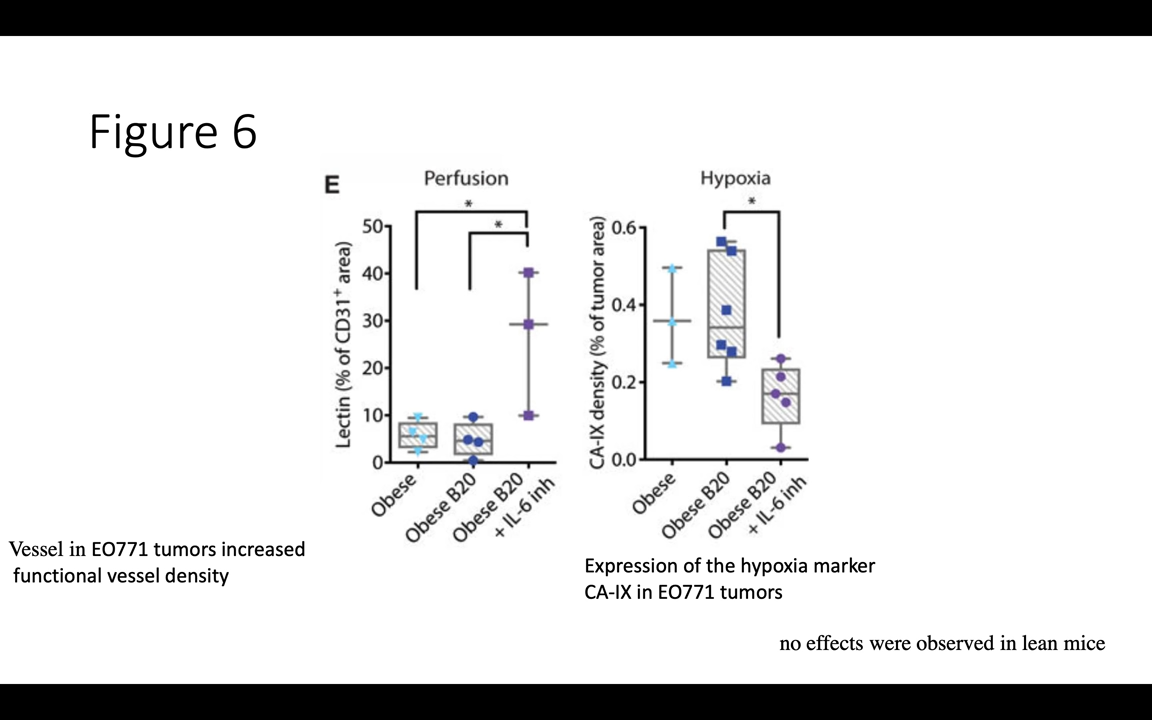 Figure 6
E
Perfusion
*
*
Lectin (% of CD31+ area)
50
40
30
20
10
0
Obese
Obese B20
Obese B20
+ IL-6 inh
Hypoxia
*
CA-IX density (% of tumor area)
0.6
0.4
0.2
0.0
Obese
Obese B20
Obese B20
+ IL-6 inh
Vessel in EO771 tumors increased
functional vessel density
Expression of the hypoxia marker
CA-IX in EO771 tumors
no effects were observed in lean mice